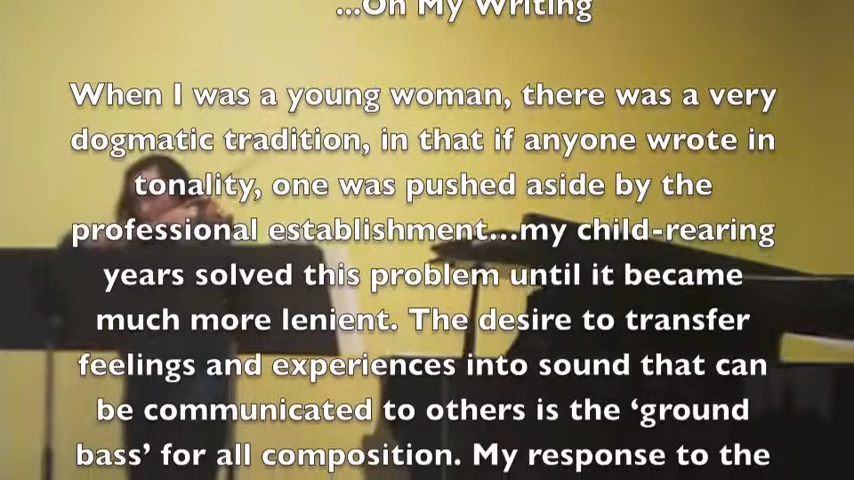 ...On My Writing
When I was a young woman, there was a very
dogmatic tradition, in that if anyone wrote in
tonality, one was pushed aside by the
professional establishment...my child-rearing
years solved this problem until it became
much more lenient. The desire to transfer
feelings and experiences into sound that can
be communicated to others is the ‘ground
bass’ for all composition. My response to the